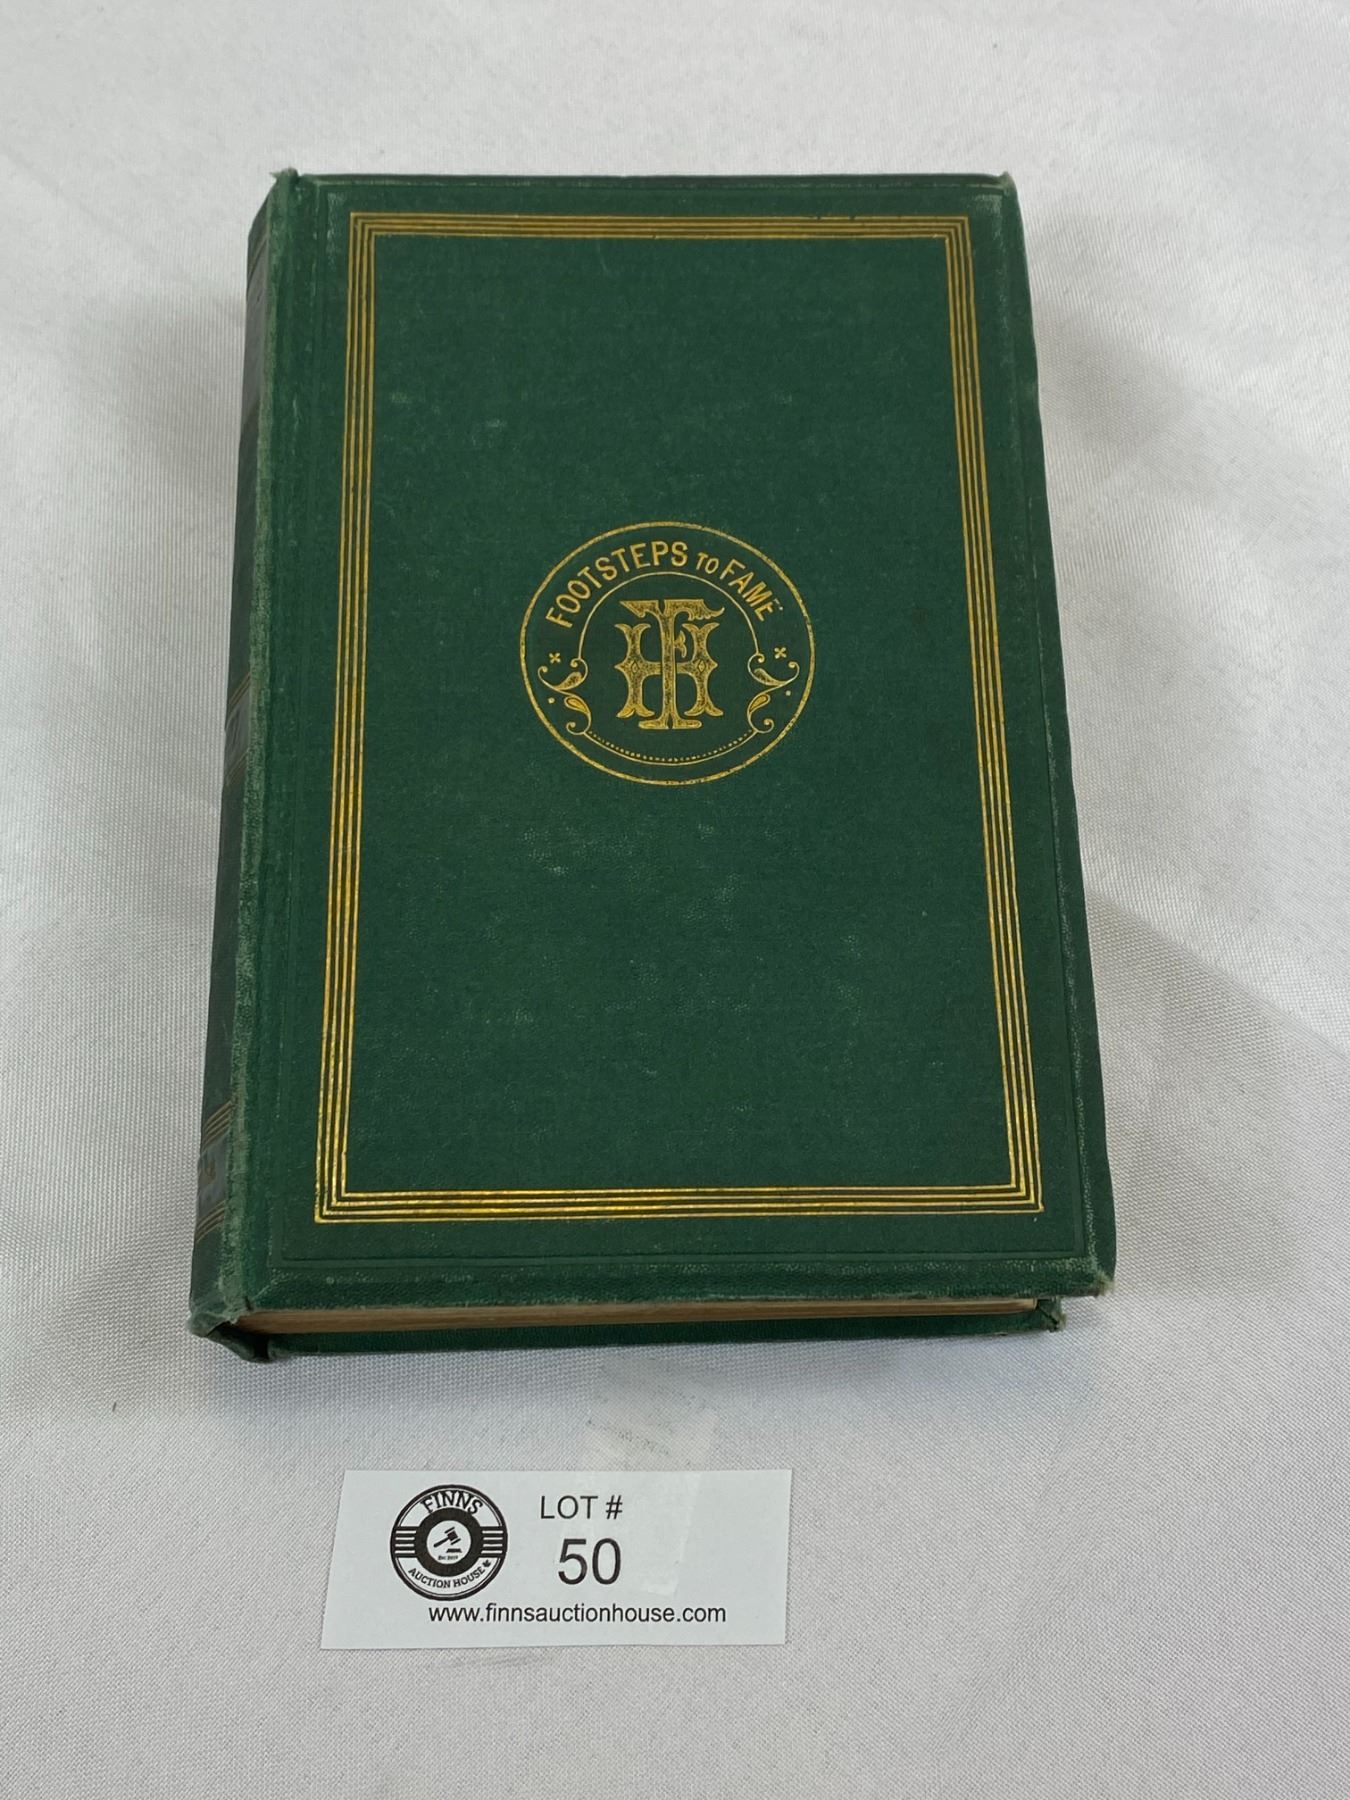 FOOTSTEPS TO FAME
FINNS
AUCTION HOUSE
LOT #
50
www.finnsauctionhouse.com